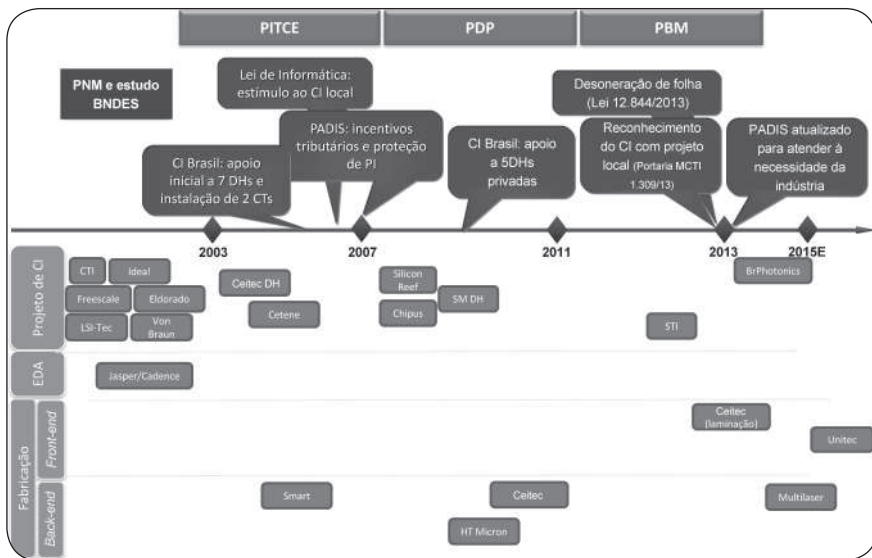 PITCE
PDP
PBM
PNM e estudo
BNDES
Lei de Informática:
estímulo ao CI local
PADIS: incentivos
tributários e proteção
de PI
CI Brasil: apoio
inicial a 7 DHs e
instalação de 2 CTs
CI Brasil: apoio
a 5DHs
privadas
Desoneração de folha
(Lei 12.844/2013)
Reconhecimento
do CI com projeto
local (Portaria MCTI
1.309/13)
PADIS atualizado
para atender à
necessidade da
indústria
2003
2007
2011
2013
2015E
Projeto de CI
CTI
Idea!
Freescale
Eldorado
LSI-Tec
Von
Braun
Ceitec DH
Cetene
Silicon
Reef
Chipus
SM DH
STI
BrPhotonics
EDA
Jasper/Cadence
Fabricação
Front-end
Ceitec
(laminação)
Unitec
Back-end
Smart
Ceitec
HT Micron
Multilaser